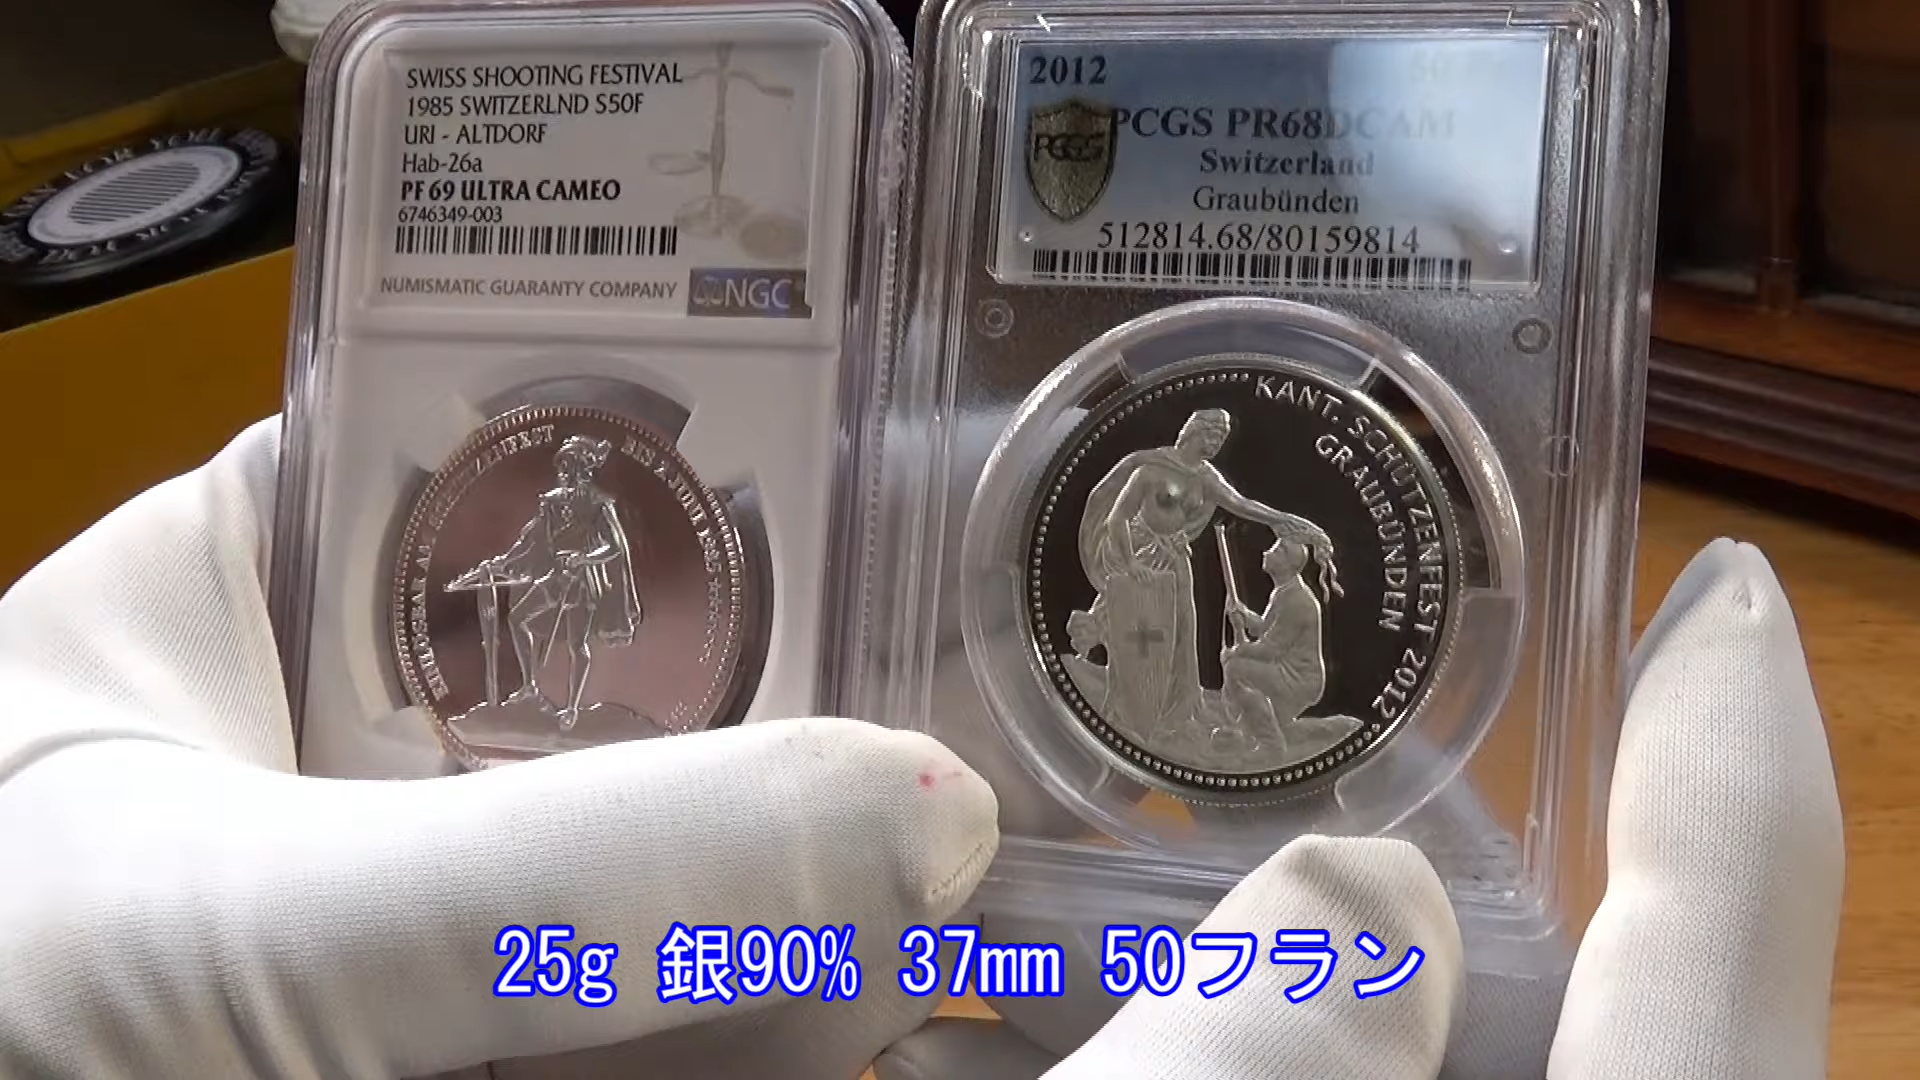 SWISS SHOOTING FESTIVAL
1985 SWITZERLND S50F
URI - ALTDORF
Hab-26a
PF 69 ULTRA CAMEO
6746349-003
NUMISMATIC GUARANTY COMPANY NGC
2012
PCGS
PCGS PR68DCAM
Switzerland
Graubünden
512814.68/80159814
KANT. SCHÜTZENFEST 2012
GRAUBÜNDEN
25g 銀90% 37mm 50フラン